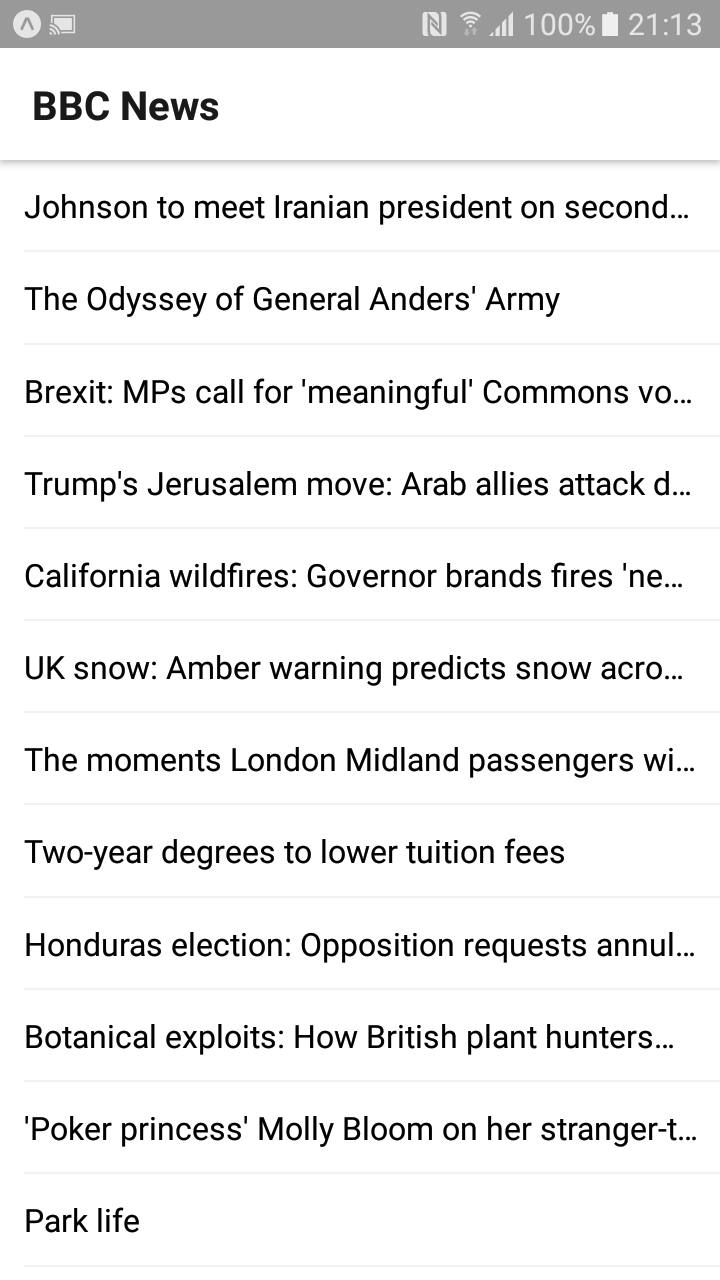 100% 21:13
BBC News
Johnson to meet Iranian president on second...
The Odyssey of General Anders' Army
Brexit: MPs call for 'meaningful' Commons vo...
Trump's Jerusalem move: Arab allies attack d...
California wildfires: Governor brands fires 'ne...
UK snow: Amber warning predicts snow acro...
The moments London Midland passengers wi...
Two-year degrees to lower tuition fees
Honduras election: Opposition requests annul...
Botanical exploits: How British plant hunters...
'Poker princess' Molly Bloom on her stranger-t...
Park life